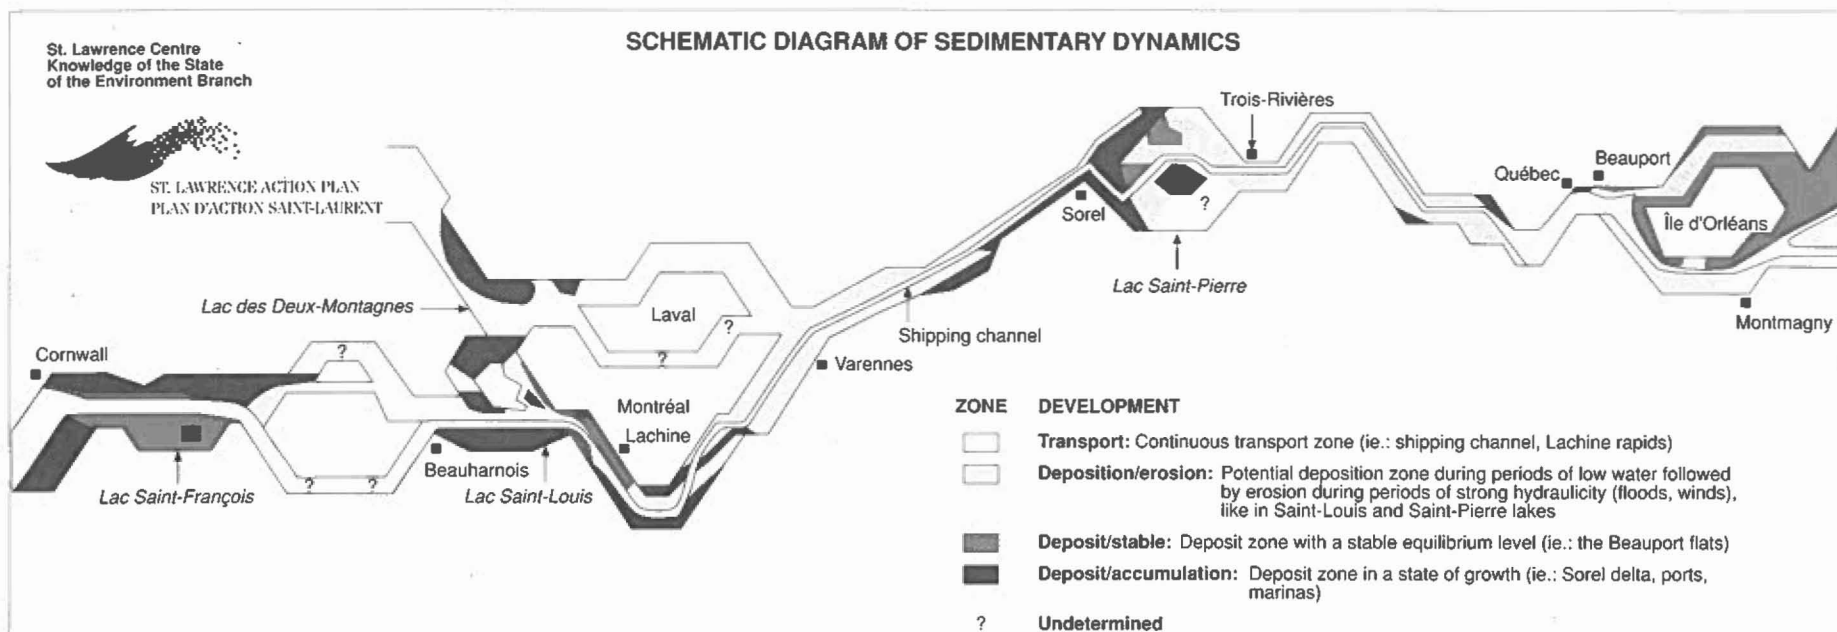 SCHEMATIC DIAGRAM OF SEDIMENTARY DYNAMICS
St. Lawrence Centre
Knowledge of the State
of the Environment Branch
ST. LAWRENCE ACTION PLAN
PLAN D'ACTION SAINT-LAURENT
Trois-Rivières
Beauport
Québec
Sorel
Île d'Orléans
?
Lac Saint-Pierre
Lac des Deux-Montagnes
Laval
?
Shipping channel
Montmagny
Cornwall
?
?
Varennes
Montréal
Lachine
Beauharnois
Lac Saint-François
?
?
Lac Saint-Louis
ZONE DEVELOPMENT
Transport: Continuous transport zone (ie.: shipping channel, Lachine rapids)
Deposition/erosion: Potential deposition zone during periods of low water followed
by erosion during periods of strong hydraulicity (floods, winds),
like in Saint-Louis and Saint-Pierre lakes
Deposit/stable: Deposit zone with a stable equilibrium level (ie.: the Beauport flats)
Deposit/accumulation: Deposit zone in a state of growth (ie.: Sorel delta, ports,
marinas)
? Undetermined